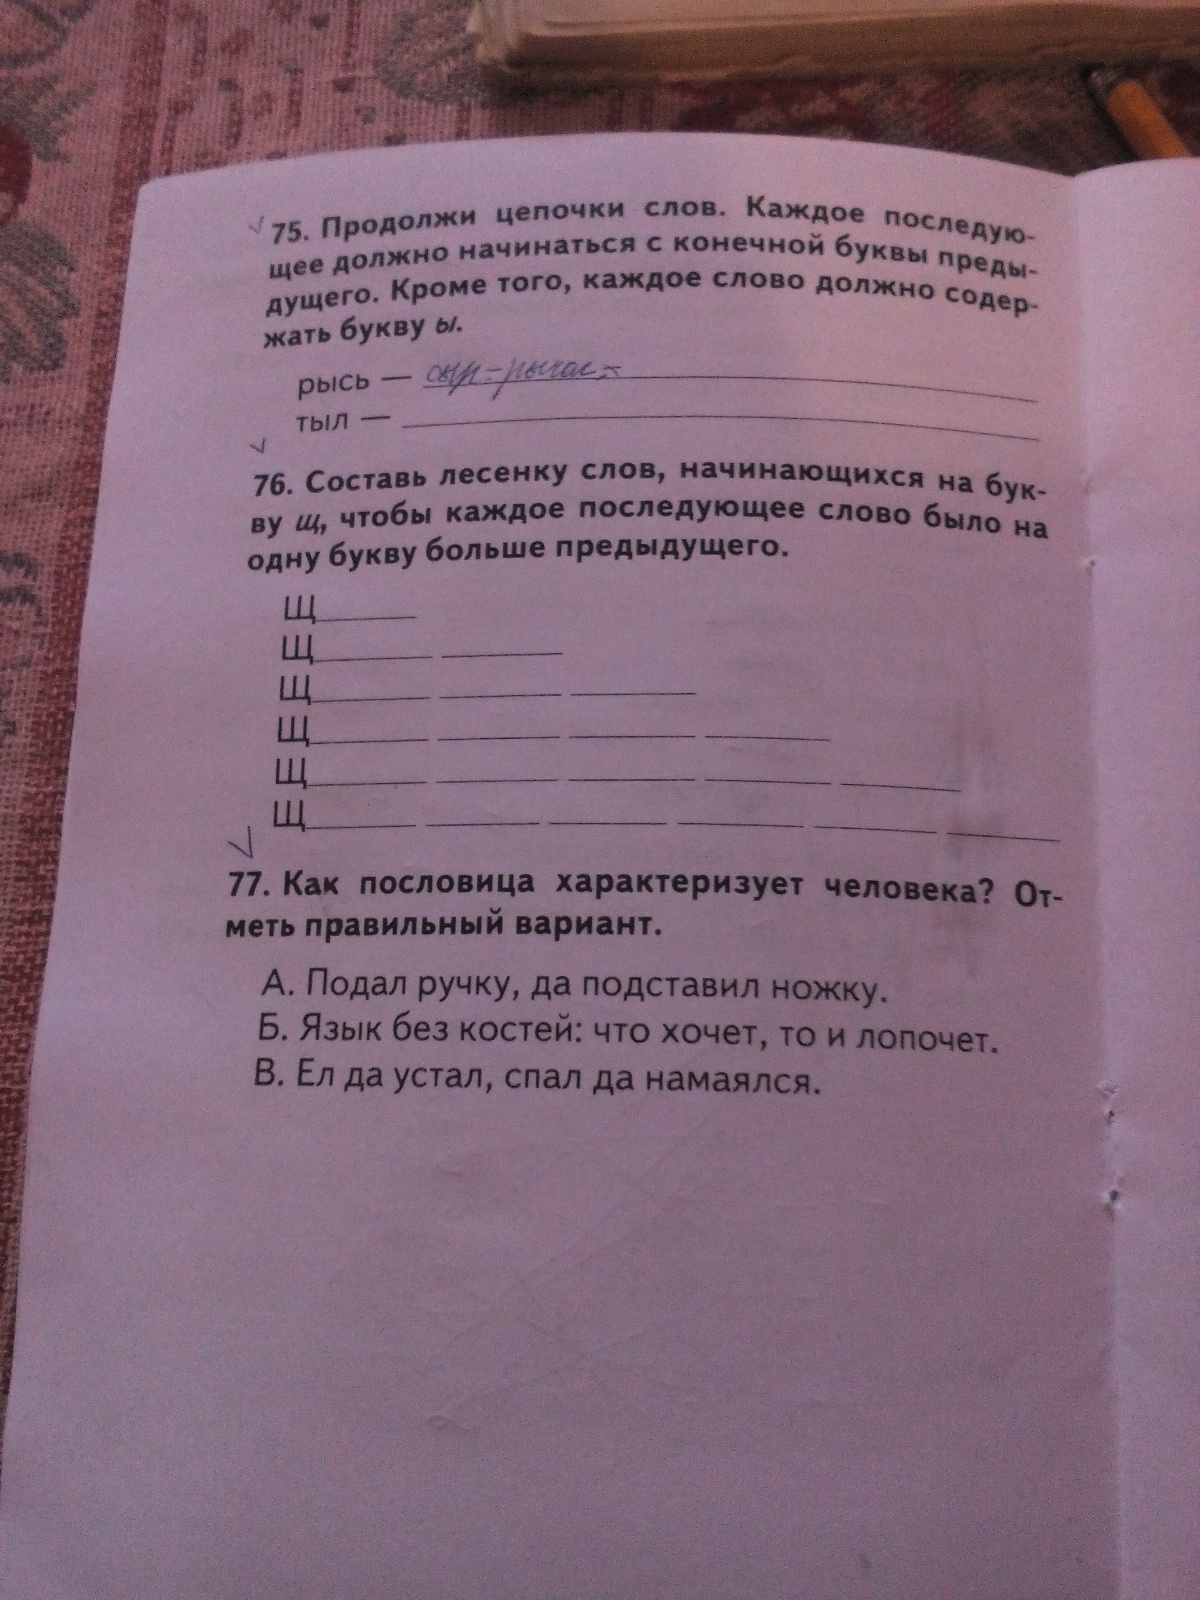 75. Продолжи цепочки слов. Каждое последую-
щее должно начинаться с конечной буквы преды-
дущего. Кроме того, каждое слово должно содер-
жать букву ы.
рысь — сыр-рычаг-
тыл —
76. Составь лесенку слов, начинающихся на бук-
ву щ, чтобы каждое последующее слово было на
одну букву больше предыдущего.
Щ
Щ
Щ
Щ
Щ
Щ
77. Как пословица характеризует человека? От-
меть правильный вариант.
А. Подал ручку, да подставил ножку.
Б. Язык без костей: что хочет, то и лопочет.
В. Ел да устал, спал да намаялся.